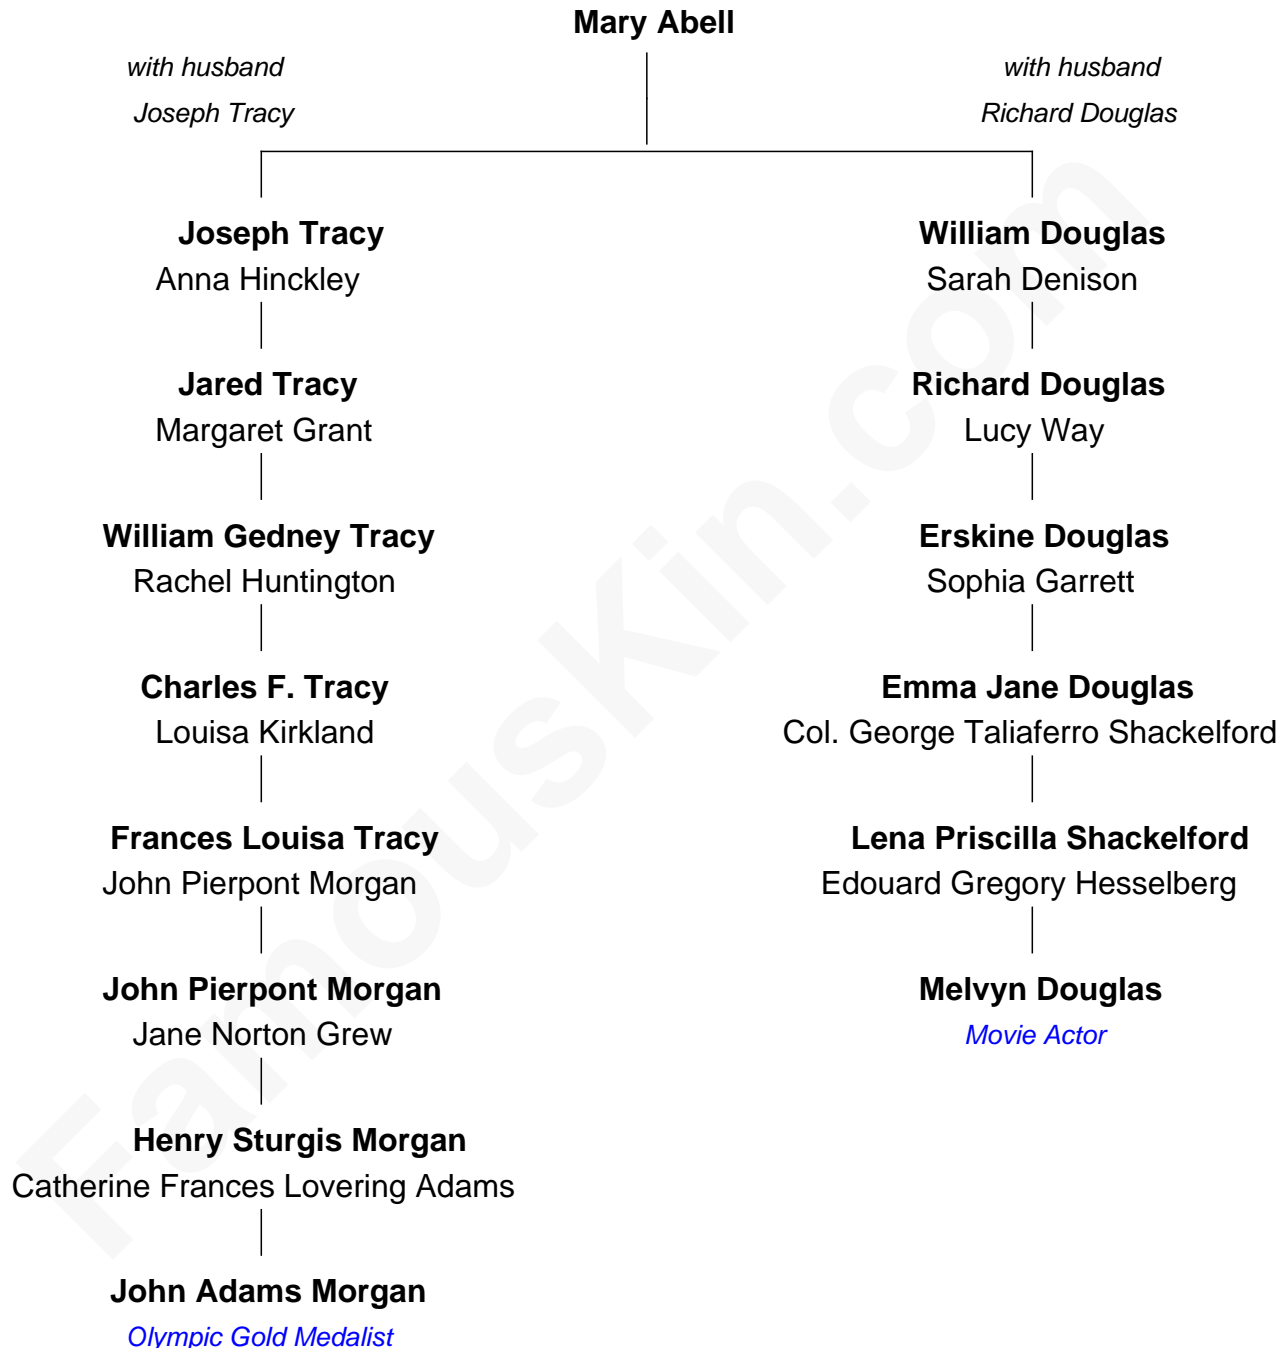 Mary Abell
with husband
Joseph Tracy
with husband
Richard Douglas
Joseph Tracy
Anna Hinckley
William Douglas
Sarah Denison
Jared Tracy
Margaret Grant
Richard Douglas
Lucy Way
William Gedney Tracy
Rachel Huntington
Erskine Douglas
Sophia Garrett
Charles F. Tracy
Louisa Kirkland
Emma Jane Douglas
Col. George Taliaferro Shackelford
Frances Louisa Tracy
John Pierpont Morgan
Lena Priscilla Shackelford
Edouard Gregory Hesselberg
John Pierpont Morgan
Jane Norton Grew
Melvyn Douglas
Movie Actor
Henry Sturgis Morgan
Catherine Frances Lovering Adams
John Adams Morgan
Olympic Gold Medalist
FamousKin.com